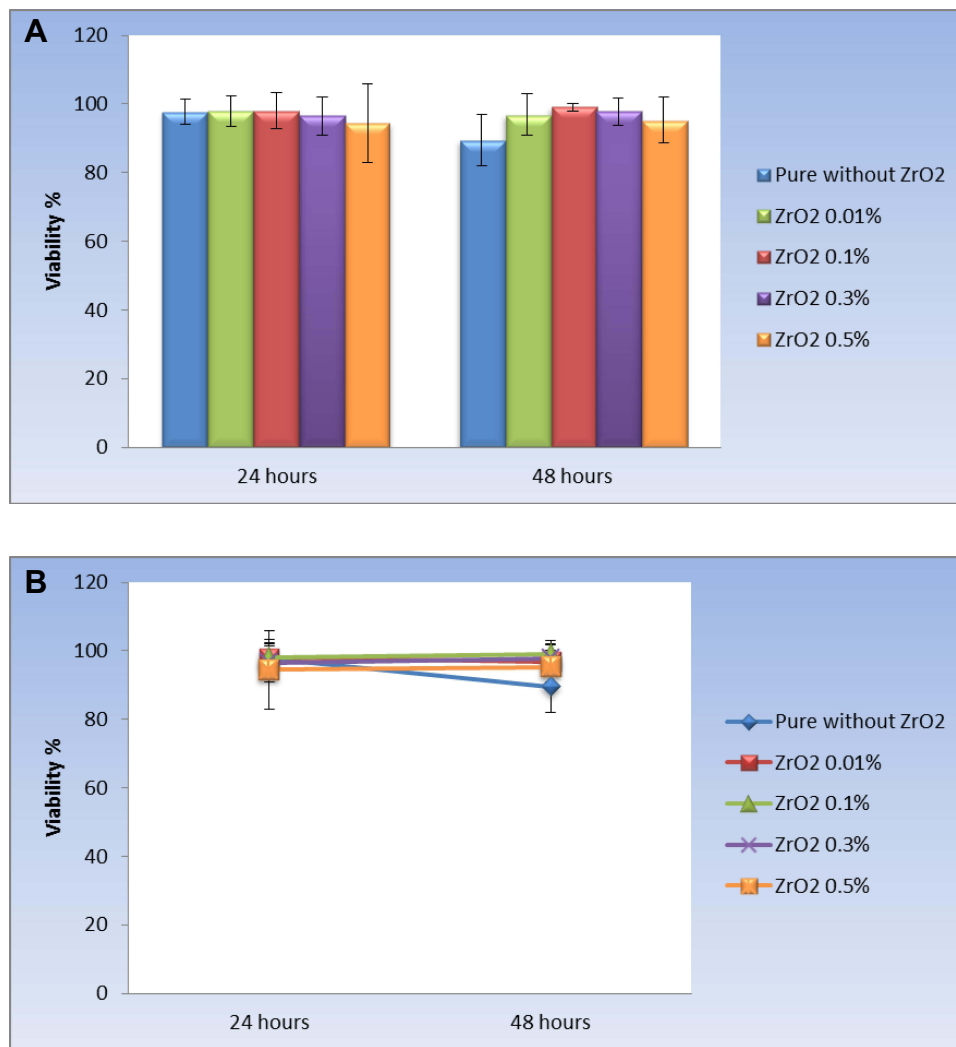 A
120
100
80
60
40
20
0
Viability %
24 hours
48 hours
Pure without ZrO2
ZrO2 0.01%
ZrO2 0.1%
ZrO2 0.3%
ZrO2 0.5%
B
120
100
80
60
40
20
0
Viability %
24 hours
48 hours
Pure without ZrO2
ZrO2 0.01%
ZrO2 0.1%
ZrO2 0.3%
ZrO2 0.5%